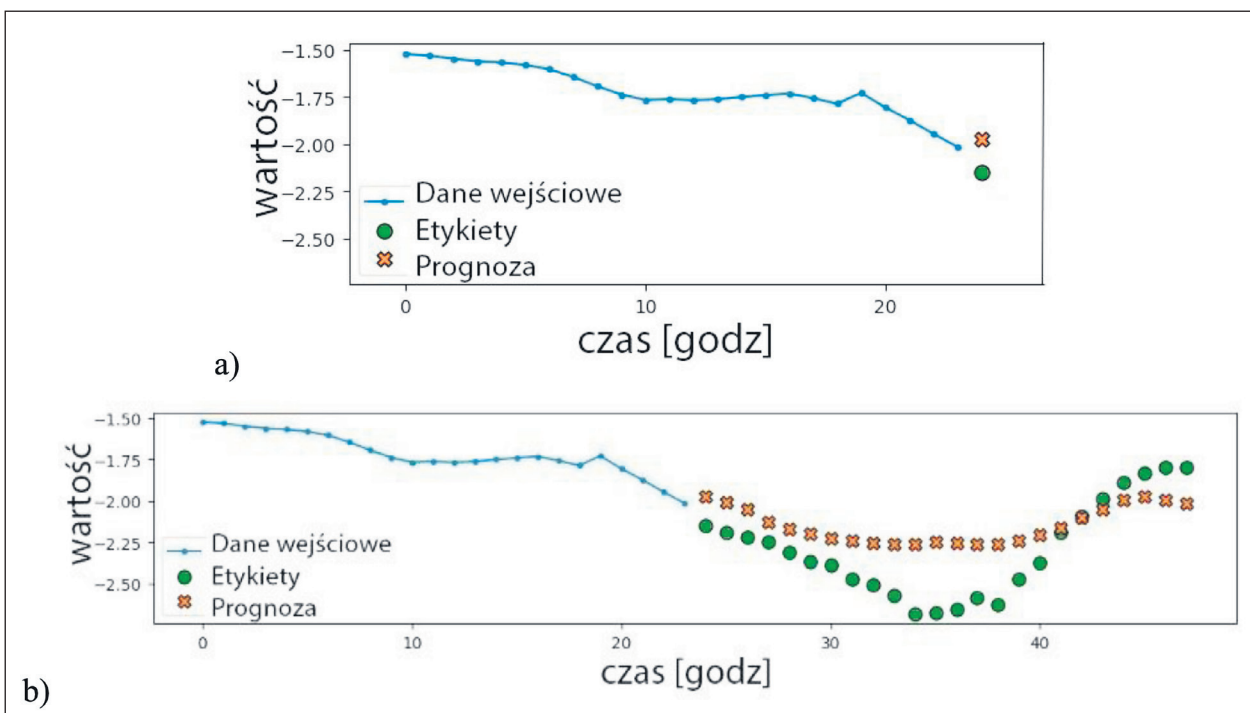 −1.50
−1.75
−2.00
−2.25
−2.50
wartość
Dane wejściowe
Etykiety
Prognoza
0 10 20
czas [godz]
a)
−1.50
−1.75
−2.00
−2.25
−2.50
wartość
Dane wejściowe
Etykiety
Prognoza
0 10 20 30 40
czas [godz]
b)